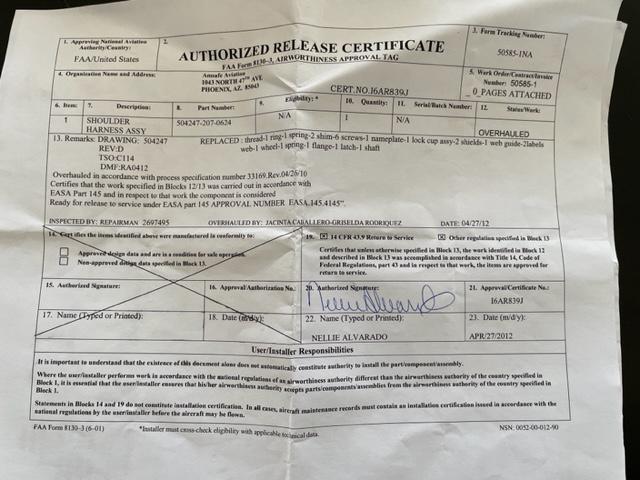 1. Approving National Aviation Authority/Country:
FAA/United States
2.
AUTHORIZED RELEASE CERTIFICATE
FAA Form 8130-3, AIRWORTHINESS APPROVAL TAG
3. Form Tracking Number:
50585-1NA
4. Organization Name and Address:
Amsafe Aviation
1043 NORTH 47TH AVE
PHOENIX, AZ. 85043
CERT.NO.I6AR839J
5. Work Order/Contract/Invoice
Number: 50585-1
_0_PAGES ATTACHED
6. Item: 7. Description: 8. Part Number: 9. Eligibility: * 10. Quantity: 11. Serial/Batch Number: 12. Status/Work:
1 SHOULDER HARNESS ASSY 504247-207-0624 N/A 1 N/A OVERHAULED
13. Remarks: DRAWING: 504247 REPLACED : thread-1 ring-1 spring-2 shim-6 screws-1 nameplate-1 lock cup assy-2 shields-1 web guide-2labels
REV:D web-1 wheel-1 spring-1 flange-1 latch-1 shaft
TSO:C114
DMF:RA0412
Overhauled in accordance with process specification number 33169.Rev.04/26/10
Certifies that the work specified in Blocks 12/13 was carried out in accordance with
EASA Part 145 and in respect to that work the component is considered
Ready for release to service under EASA part 145 APPROVAL NUMBER EASA.145.4145".
INSPECTED BY: REPAIRMAN 2697495 OVERHAULED BY: JACINTA CABALLERO-GRISELDA RODRIQUEZ DATE: 04/27/12
14. Certifies the items identified above were manufactured in conformity to:
Approved design data and are in a condition for safe operation.
Non-approved design data specified in Block 13.
19. 14 CFR 43.9 Return to Service Other regulation specified in Block 13
Certifies that unless otherwise specified in Block 13, the work identified in Block 12
and described in Block 13 was accomplished in accordance with Title 14, Code of
Federal Regulations, part 43 and in respect to that work, the items are approved for
return to service.
15. Authorized Signature: 16. Approval/Authorization No.:
20. Authorized Signature:
Nellie Alvarado
21. Approval/Certificate No.:
I6AR839J
17. Name (Typed or Printed): 18. Date (m/d/y):
22. Name (Typed or Printed):
NELLIE ALVARADO
23. Date (m/d/y):
APR/27/2012
User/Installer Responsibilities
It is important to understand that the existence of this document alone does not automatically constitute authority to install the part/component/assembly.
Where the user/installer performs work in accordance with the national regulations of an airworthiness authority different than the airworthiness authority of the country specified in
Block 1, it is essential that the user/installer ensures that his/her airworthiness authority accepts parts/components/assemblies from the airworthiness authority of the country specified in
Block 1.
Statements in Blocks 14 and 19 do not constitute installation certification. In all cases, aircraft maintenance records must contain an installation certification issued in accordance with the
national regulations by the user/installer before the aircraft may be flown.
FAA Form 8130-3 (6-01) *Installer must cross-check eligibility with applicable technical data. NSN: 0052-00-012-90